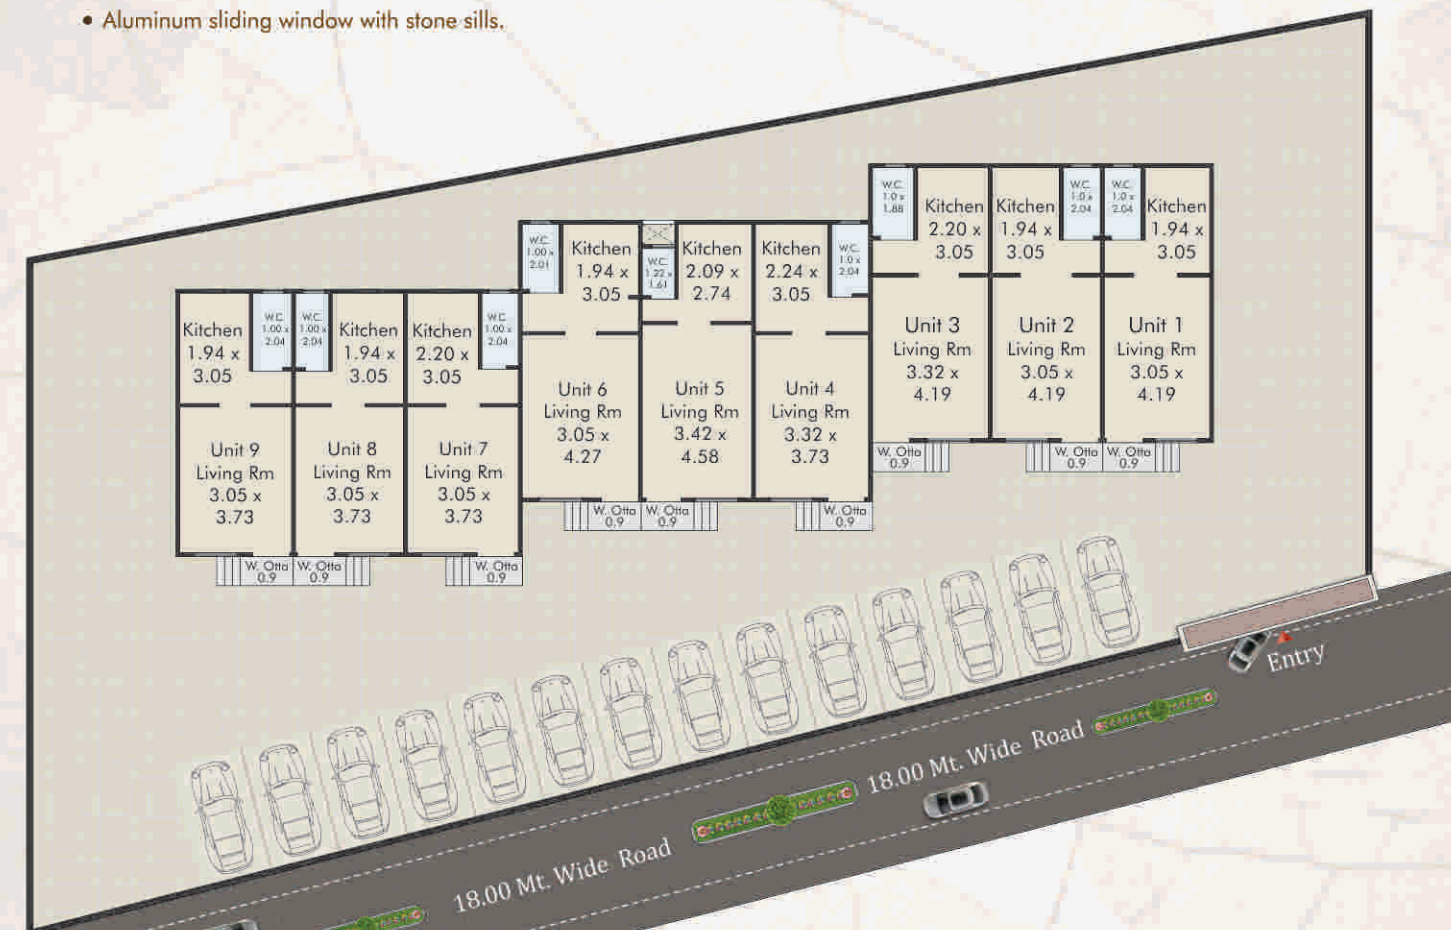 • Aluminum sliding window with stone sills.
W.C.
1.0 x
1.88
Kitchen
2.20 x
3.05
Kitchen
1.94 x
3.05
W.C.
1.0 x
2.04
W.C.
1.0 x
2.04
Kitchen
1.94 x
3.05
Unit 3
Living Rm
3.32 x
4.19
Unit 2
Living Rm
3.05 x
4.19
Unit 1
Living Rm
3.05 x
4.19
W. Otta
0.9
W. Otta
0.9
W. Otta
0.9
W.C.
1.00 x
2.01
Kitchen
1.94 x
3.05
W.C.
1.22 x
1.61
Kitchen
2.09 x
2.74
Kitchen
2.24 x
3.05
W.C.
1.0 x
2.04
Unit 6
Living Rm
3.05 x
4.27
Unit 5
Living Rm
3.42 x
4.58
Unit 4
Living Rm
3.32 x
3.73
W. Otta
0.9
W. Otta
0.9
W. Otta
0.9
Kitchen
1.94 x
3.05
W.C.
1.00 x
2.04
W.C.
1.00 x
2.04
Kitchen
1.94 x
3.05
Kitchen
2.20 x
3.05
W.C.
1.00 x
2.04
Unit 9
Living Rm
3.05 x
3.73
Unit 8
Living Rm
3.05 x
3.73
Unit 7
Living Rm
3.05 x
3.73
W. Otta
0.9
W. Otta
0.9
W. Otta
0.9
Entry
18.00 Mt. Wide Road
18.00 Mt. Wide Road